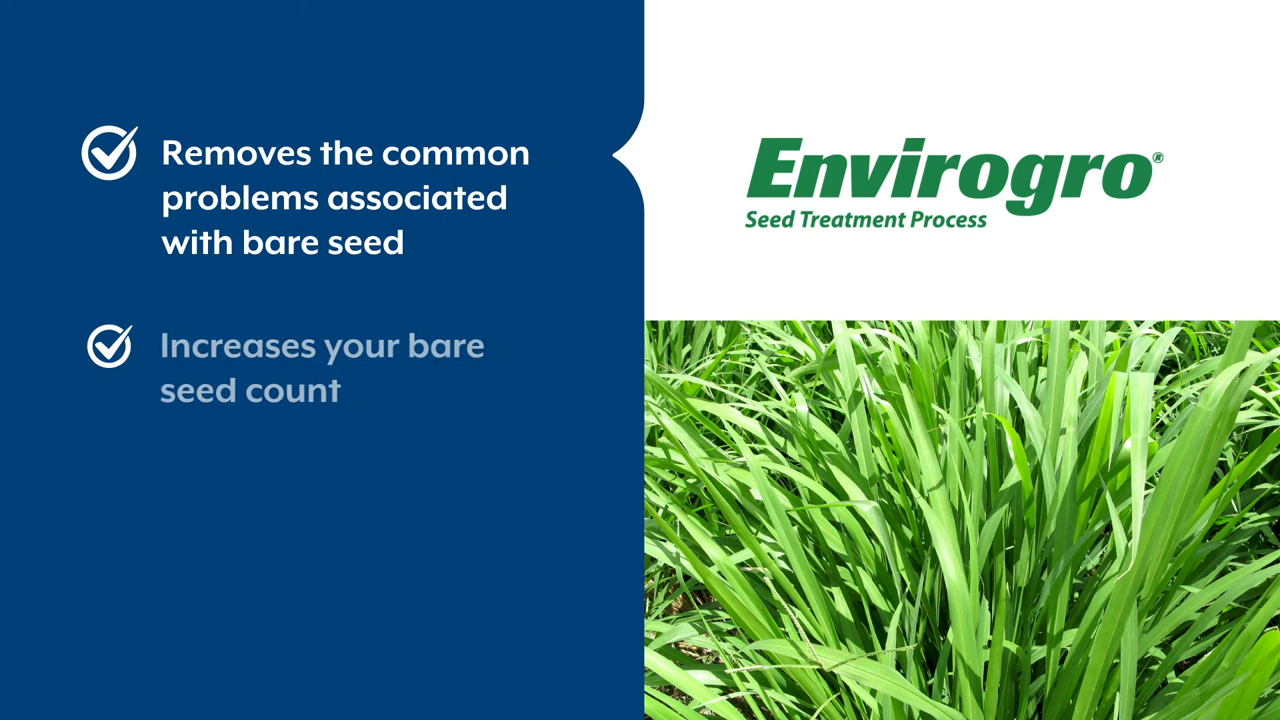 Removes the common
problems associated
with bare seed
Increases your bare
seed count
Envirogro®
Seed Treatment Process